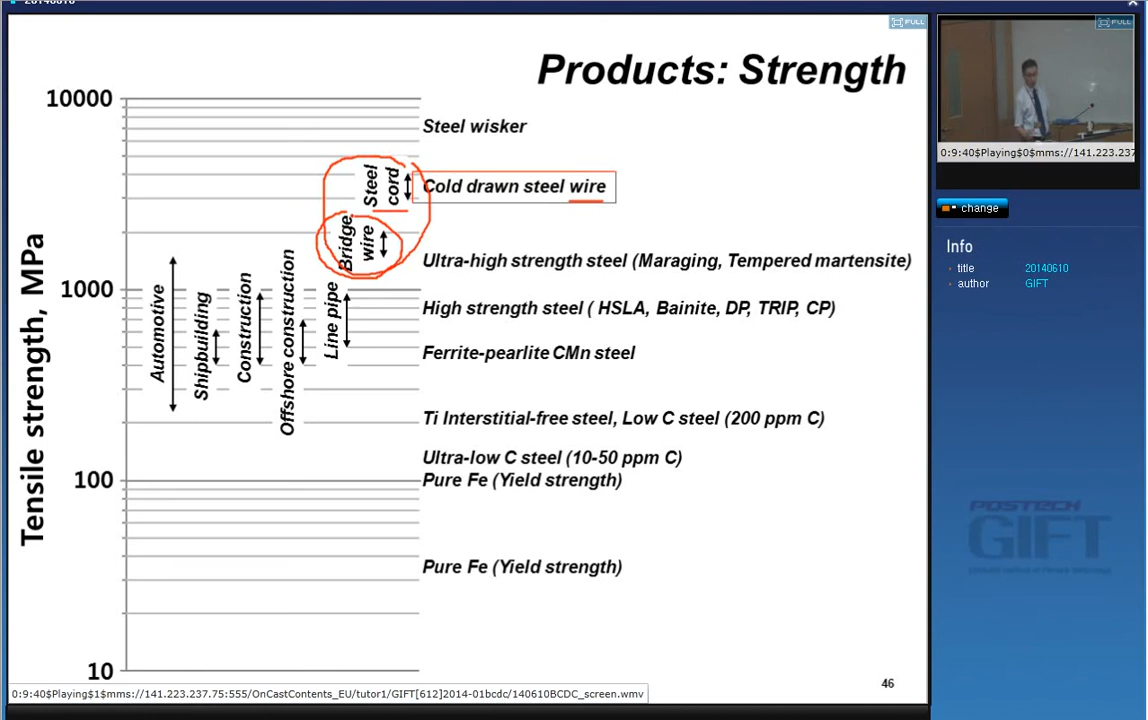 20140610
FULL
Products: Strength
Tensile strength, MPa
10000
1000
100
10
Automotive
Shipbuilding
Construction
Offshore construction
Line pipe
Bridge
wire
Steel
cord
Steel wisker
Cold drawn steel wire
Ultra-high strength steel (Maraging, Tempered martensite)
High strength steel ( HSLA, Bainite, DP, TRIP, CP)
Ferrite-pearlite CMn steel
Ti Interstitial-free steel, Low C steel (200 ppm C)
Ultra-low C steel (10-50 ppm C)
Pure Fe (Yield strength)
Pure Fe (Yield strength)
46
0:9:40$Playing$1$mms://141.223.237.75:555/OnCastContents_EU/tutor1/GIFT[612]2014-01bcdc/140610BCDC_screen.wmv
FULL
0:9:40$Playing$0$mms://141.223.237
change
Info
title 20140610
author GIFT
POSTECH
GIFT